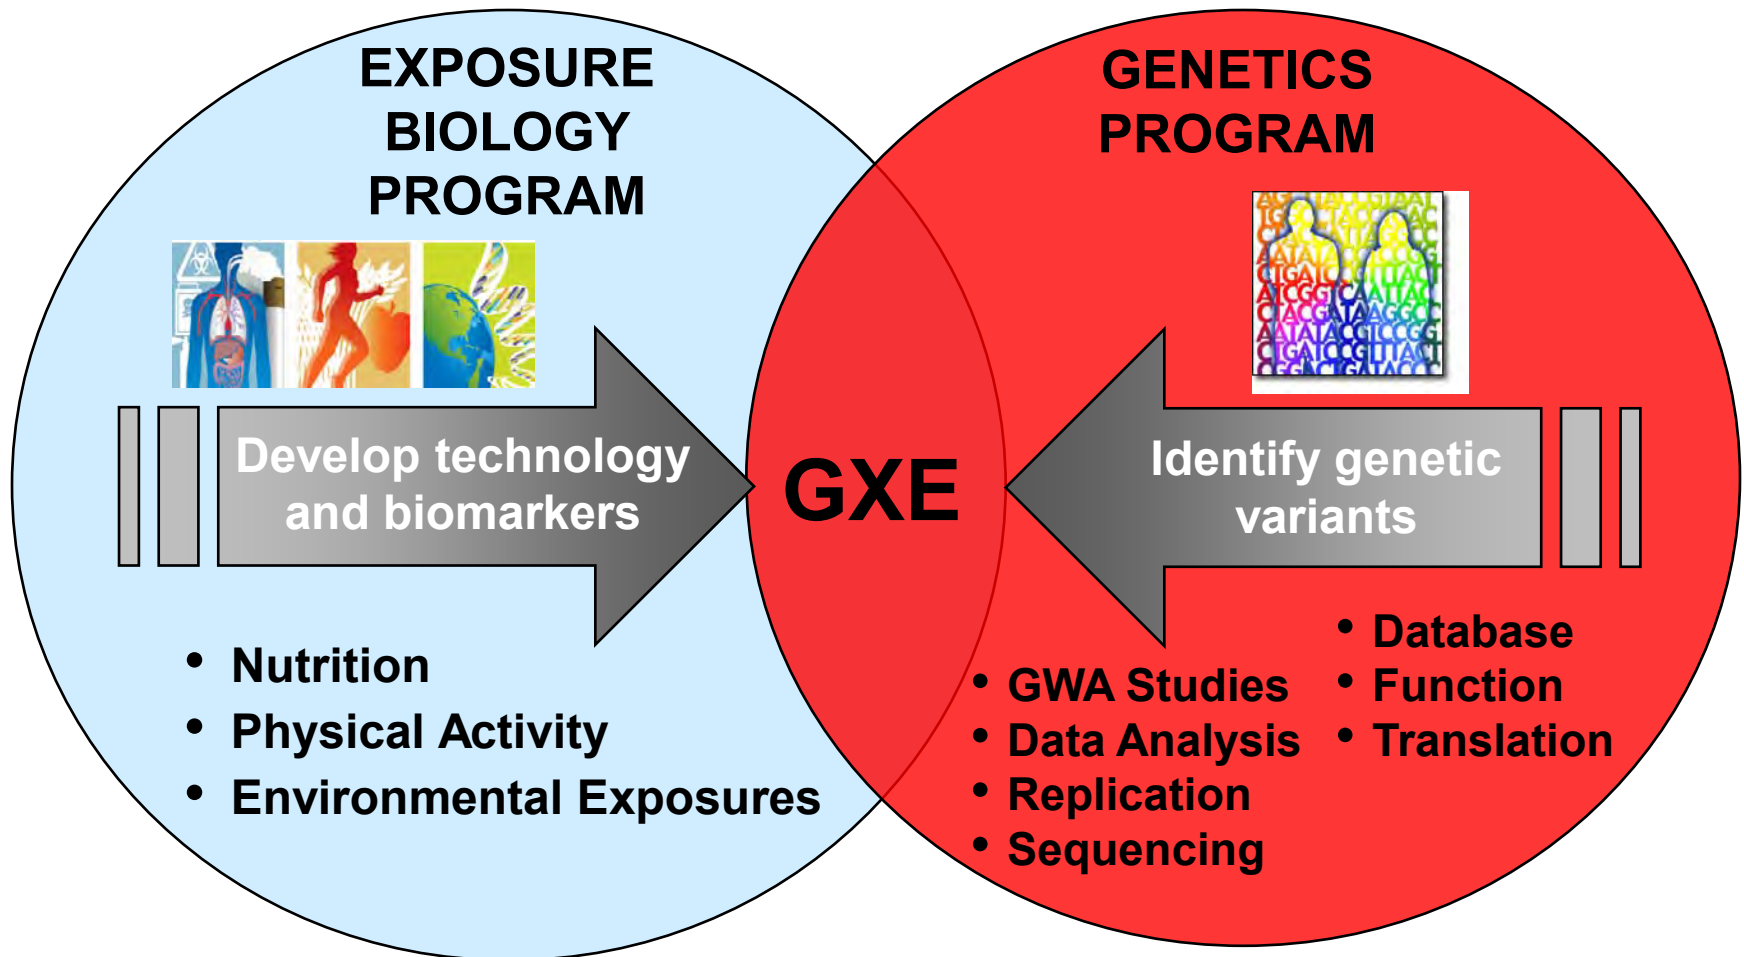 EXPOSURE
BIOLOGY
PROGRAM
Develop technology
and biomarkers
• Nutrition
• Physical Activity
• Environmental Exposures
GXE
GENETICS
PROGRAM
Identify genetic
variants
• GWA Studies
• Data Analysis
• Replication
• Sequencing
• Database
• Function
• Translation